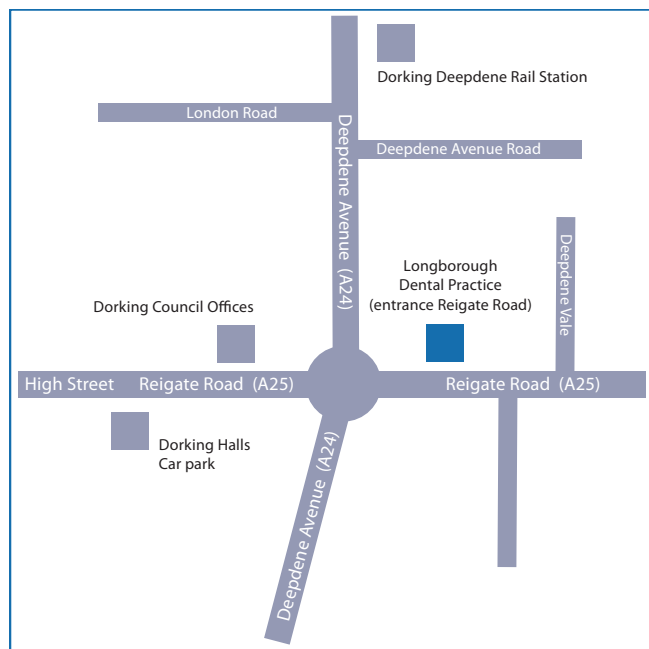 Dorking Deepdene Rail Station
London Road
Deepdene Avenue (A24)
Deepdene Avenue Road
Deepdene Vale
Longborough
Dental Practice
(entrance Reigate Road)
Dorking Council Offices
High Street Reigate Road (A25)
Reigate Road (A25)
Dorking Halls
Car park
Deepdene Avenue (A24)